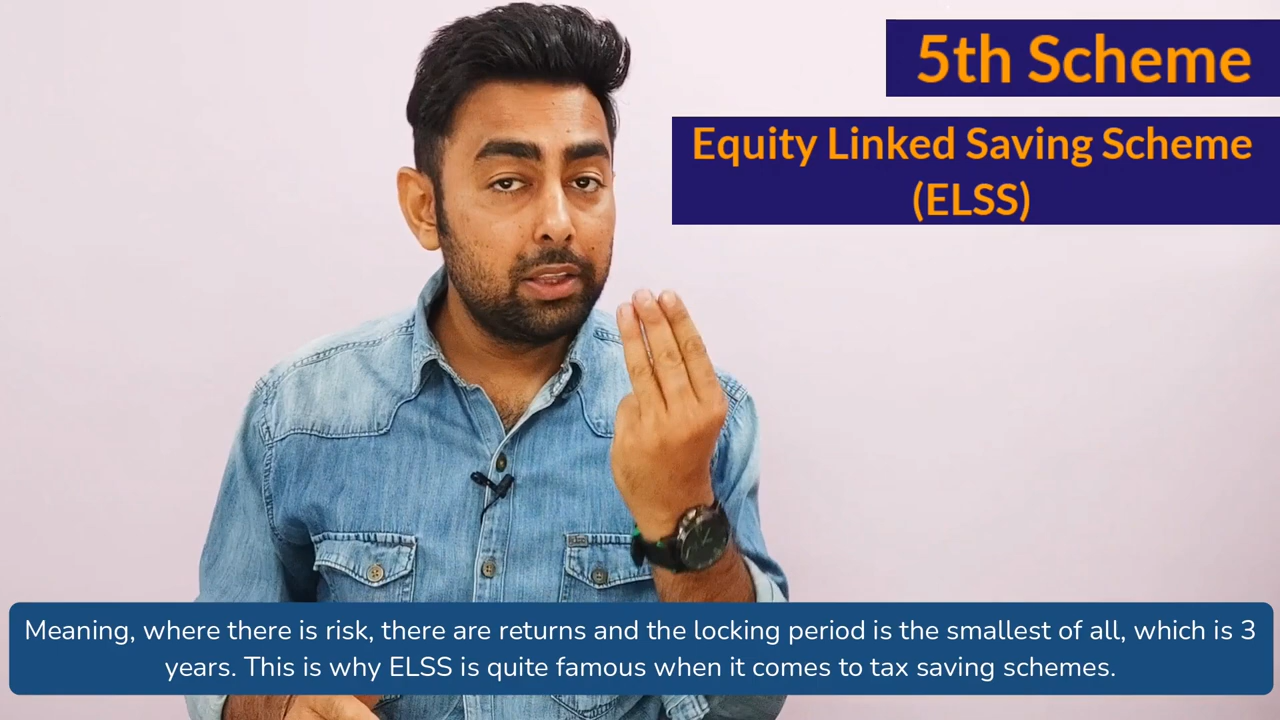 5th Scheme
Equity Linked Saving Scheme
(ELSS)
Meaning, where there is risk, there are returns and the locking period is the smallest of all, which is 3
years. This is why ELSS is quite famous when it comes to tax saving schemes.